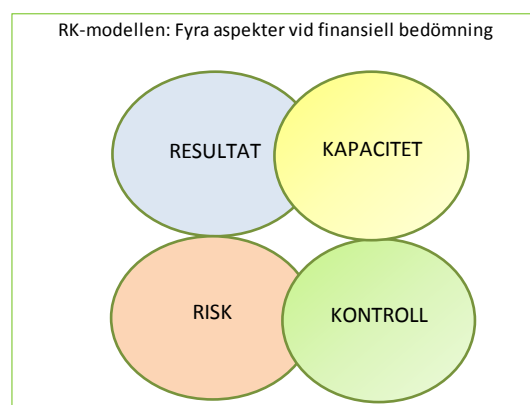 RK-modellen: Fyra aspekter vid finansiell bedömning
RESULTAT
KAPACITET
RISK
KONTROLL